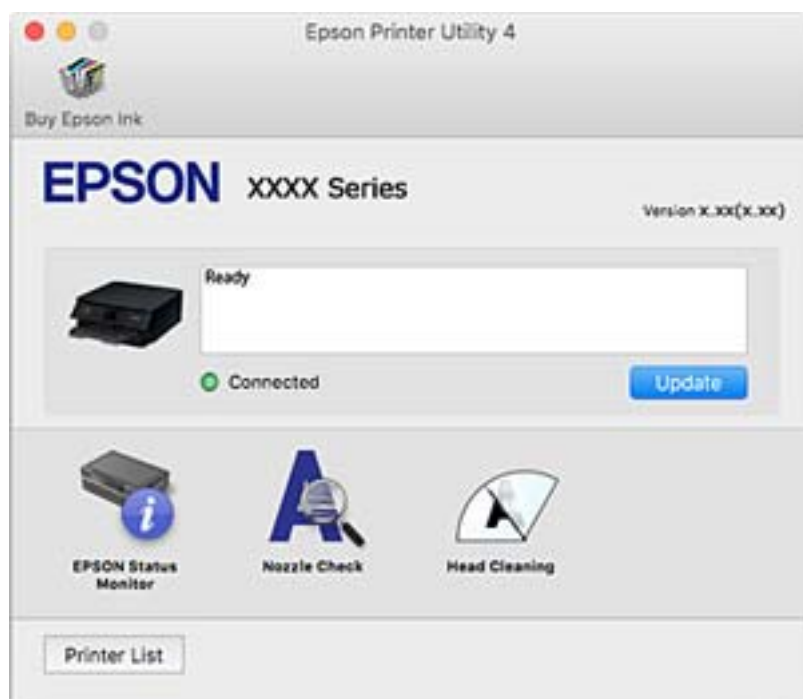 Epson Printer Utility 4
Buy Epson Ink
EPSON XXXX Series
Version x.xx(x.xx)
Ready
Connected
Update
EPSON Status
Monitor
Nozzle Check
Head Cleaning
Printer List